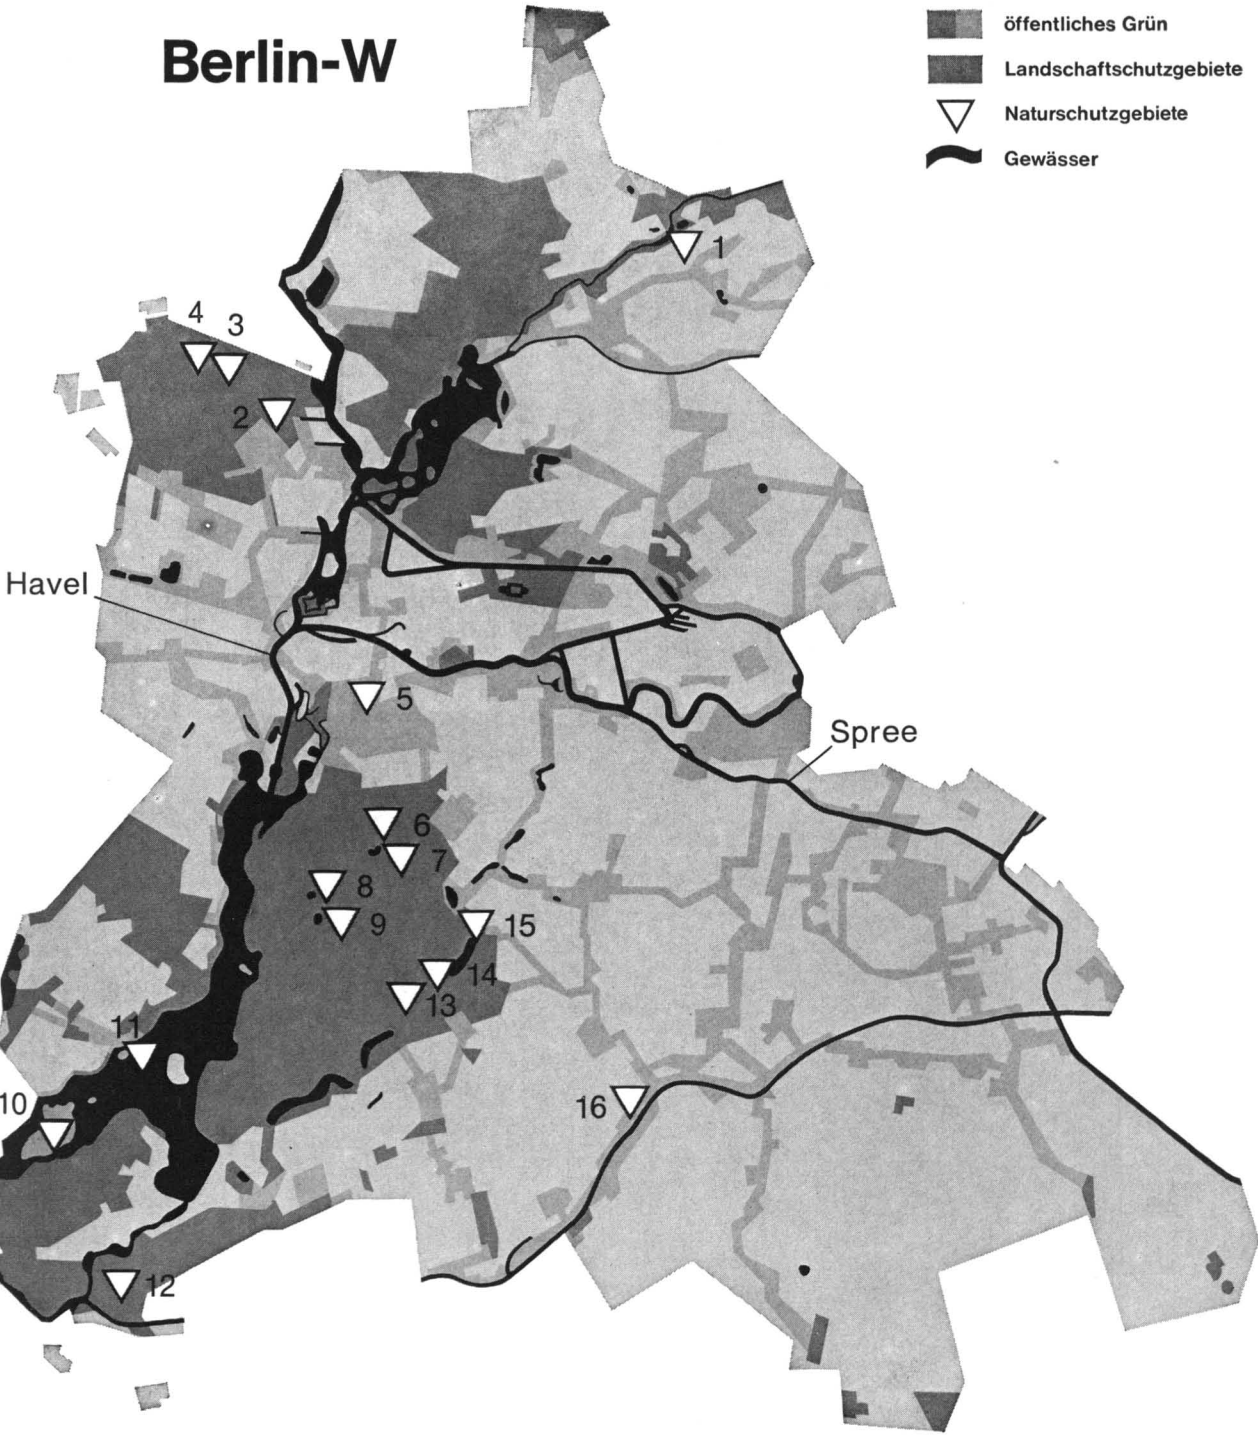 Berlin-W
öffentliches Grün
Landschaftschutzgebiete
Naturschutzgebiete
Gewässer
1
4
3
2
Havel
5
Spree
6
7
8
9
15
14
13
11
10
16
12